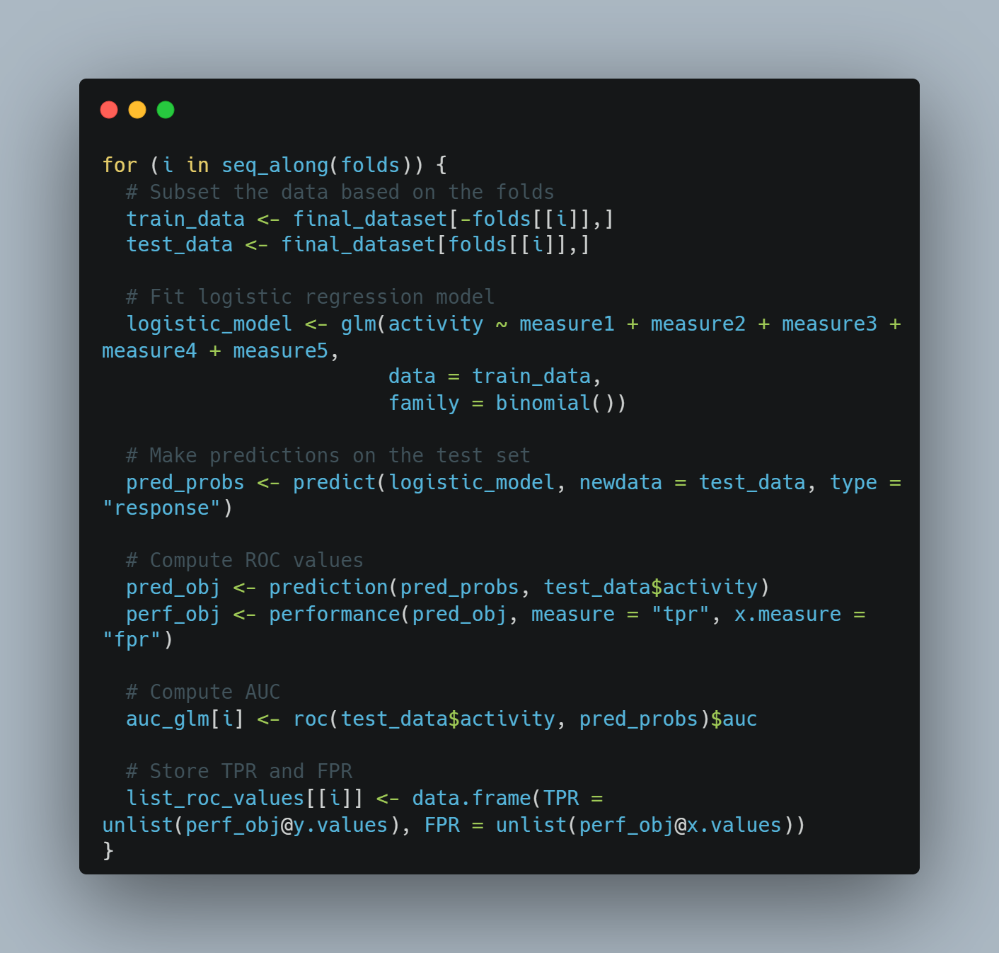 for (i in seq_along(folds)) {
  # Subset the data based on the folds
  train_data <- final_dataset[-folds[[i]],]
  test_data <- final_dataset[folds[[i]],]

  # Fit logistic regression model
  logistic_model <- glm(activity ~ measure1 + measure2 + measure3 +
measure4 + measure5,
                        data = train_data,
                        family = binomial())

  # Make predictions on the test set
  pred_probs <- predict(logistic_model, newdata = test_data, type =
"response")

  # Compute ROC values
  pred_obj <- prediction(pred_probs, test_data$activity)
  perf_obj <- performance(pred_obj, measure = "tpr", x.measure =
"fpr")

  # Compute AUC
  auc_glm[i] <- roc(test_data$activity, pred_probs)$auc

  # Store TPR and FPR
  list_roc_values[[i]] <- data.frame(TPR =
unlist(perf_obj@y.values), FPR = unlist(perf_obj@x.values))
}